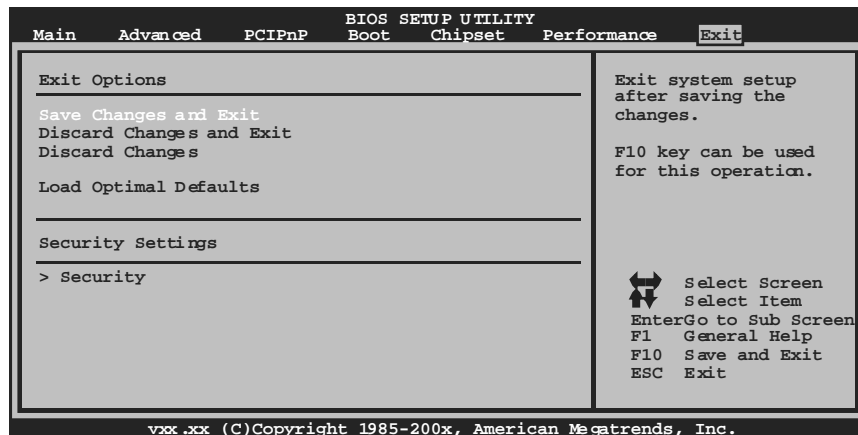 BIOS SETUP UTILITY
Main Advanced PCIPnP Boot Chipset Performance Exit
Exit Options
Save Changes and Exit
Discard Changes and Exit
Discard Changes
Load Optimal Defaults
Security Settings
> Security
Exit system setup
after saving the
changes.
F10 key can be used
for this operation.
Select Screen
Select Item
EnterGo to Sub Screen
F1 General Help
F10 Save and Exit
ESC Exit
vxx.xx (C)Copyright 1985-200x, American Megatrends, Inc.